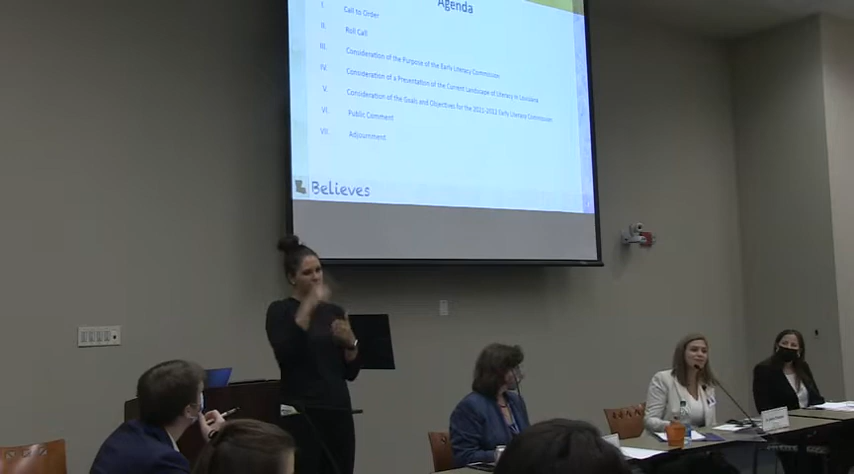 Agenda
I. Call to Order
II. Roll Call
III. Consideration of the Purpose of the Early Literacy Commission
IV. Consideration of a Presentation of the Current Landscape of Literacy in Louisiana
V. Consideration of the Goals and Objectives for the 2021-2022 Early Literacy Commission
VI. Public Comment
VII. Adjournment
Believes